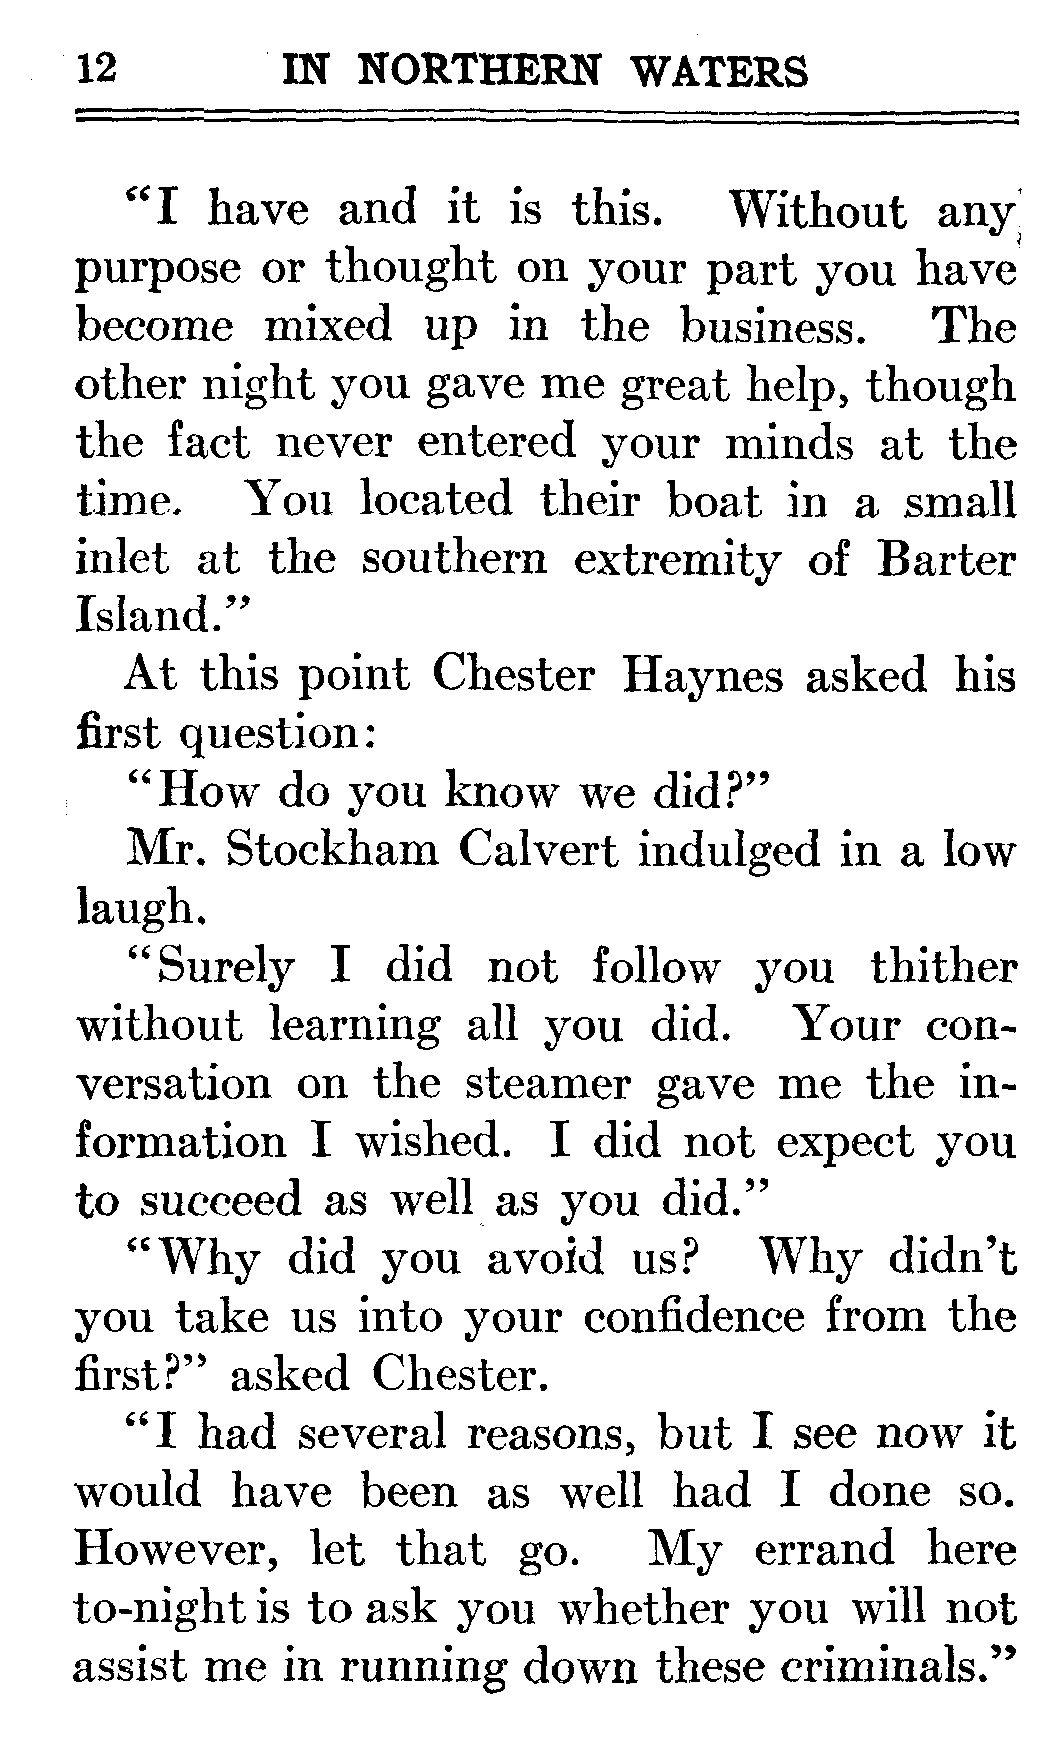 12 IN NORTHERN WATERS
“I have and it is this. Without any
purpose or thought on your part you have
become mixed up in the business. The
other night you gave me great help, though
the fact never entered your minds at the
time. You located their boat in a small
inlet at the southern extremity of Barter
Island.”
At this point Chester Haynes asked his
first question:
“How do you know we did?”
Mr. Stockham Calvert indulged in a low
laugh.
“Surely I did not follow you thither
without learning all you did. Your con-
versation on the steamer gave me the in-
formation I wished. I did not expect you
to succeed as well as you did.”
“Why did you avoid us? Why didn’t
you take us into your confidence from the
first?” asked Chester.
“I had several reasons, but I see now it
would have been as well had I done so.
However, let that go. My errand here
to-night is to ask you whether you will not
assist me in running down these criminals.”